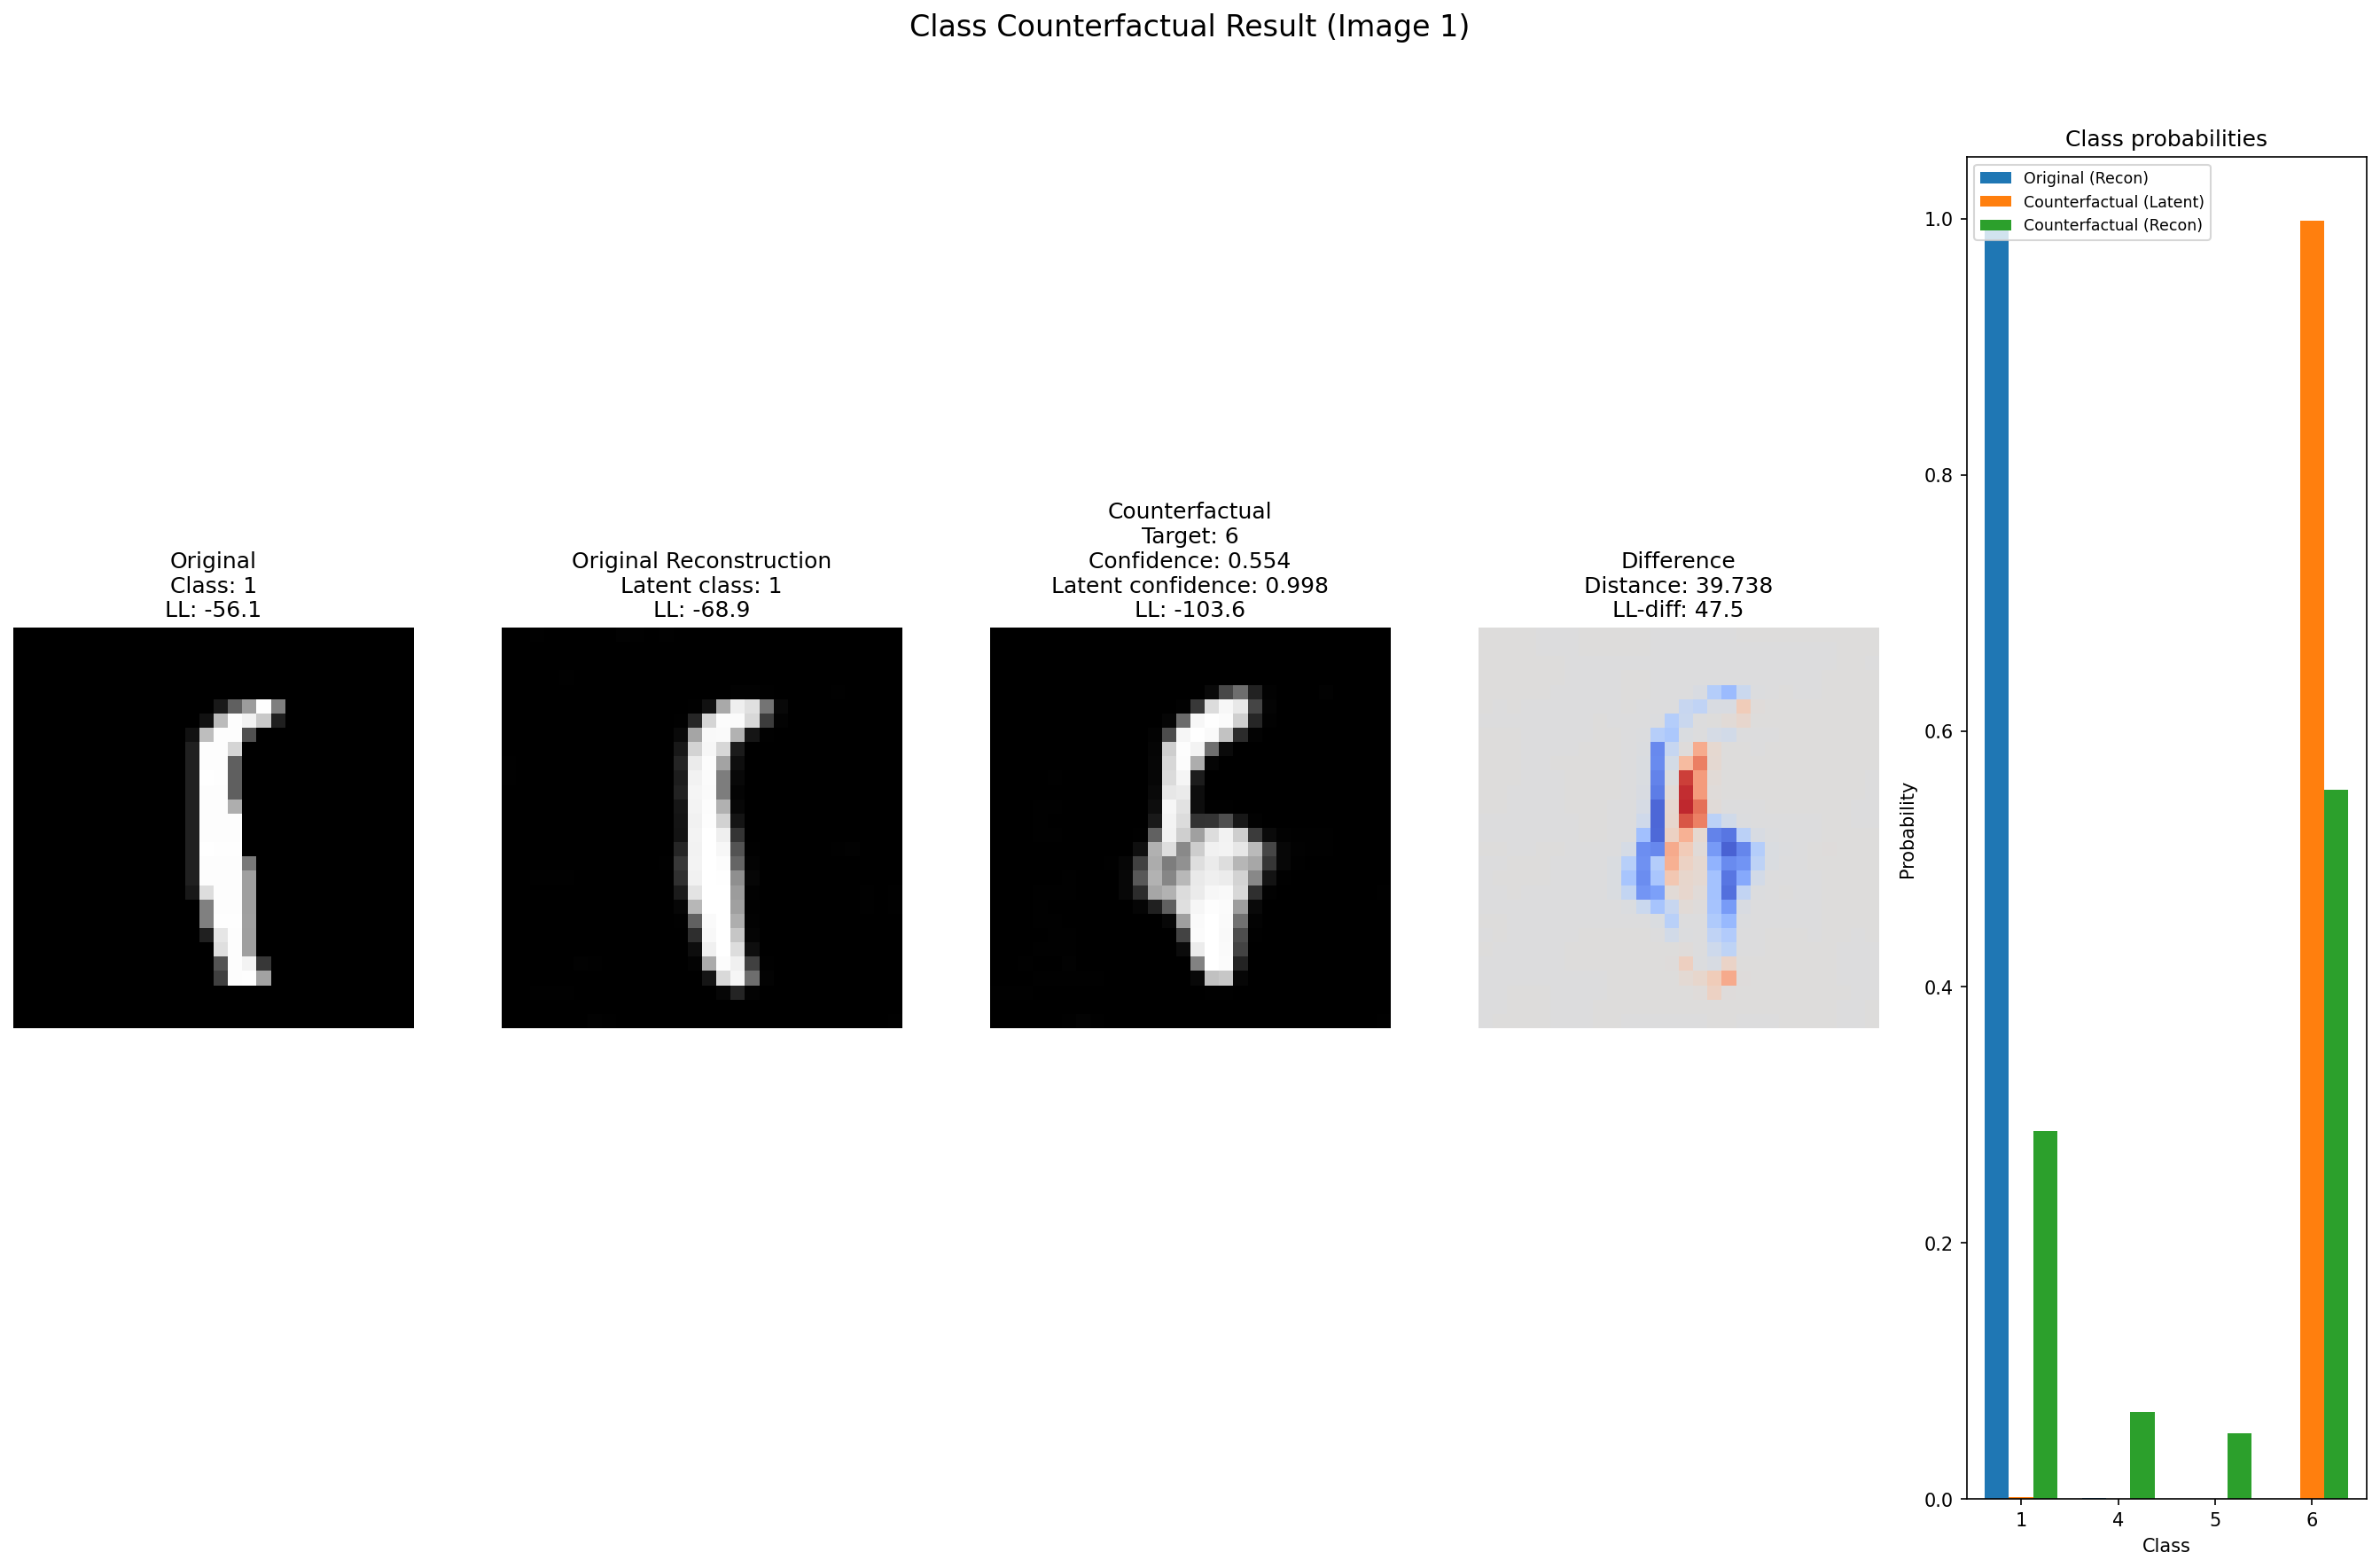 Class Counterfactual Result (Image 1)
Original
Class: 1
LL: -56.1
Original Reconstruction
Latent class: 1
LL: -68.9
Counterfactual
Target: 6
Confidence: 0.554
Latent confidence: 0.998
LL: -103.6
Difference
Distance: 39.738
LL-diff: 47.5
Class probabilities
Original (Recon)
Counterfactual (Latent)
Counterfactual (Recon)
Probability
1.0
0.8
0.6
0.4
0.2
0.0
1 4 5 6
Class